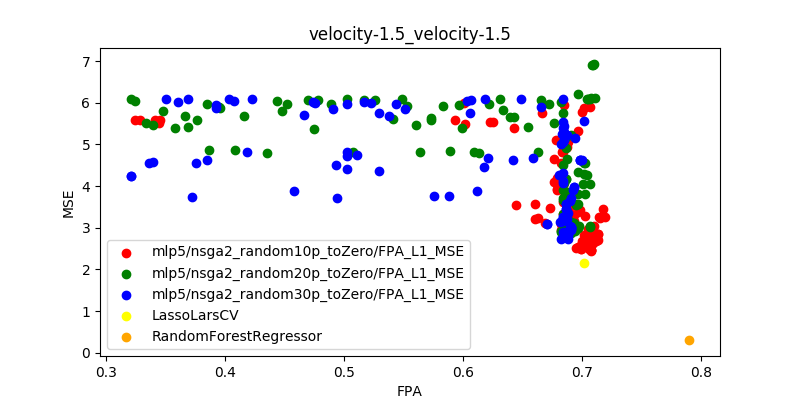 velocity-1.5_velocity-1.5
MSE
7
6
5
4
3
2
1
0
mlp5/nsga2_random10p_toZero/FPA_L1_MSE
mlp5/nsga2_random20p_toZero/FPA_L1_MSE
mlp5/nsga2_random30p_toZero/FPA_L1_MSE
LassoLarsCV
RandomForestRegressor
0.3 0.4 0.5 0.6 0.7 0.8
FPA